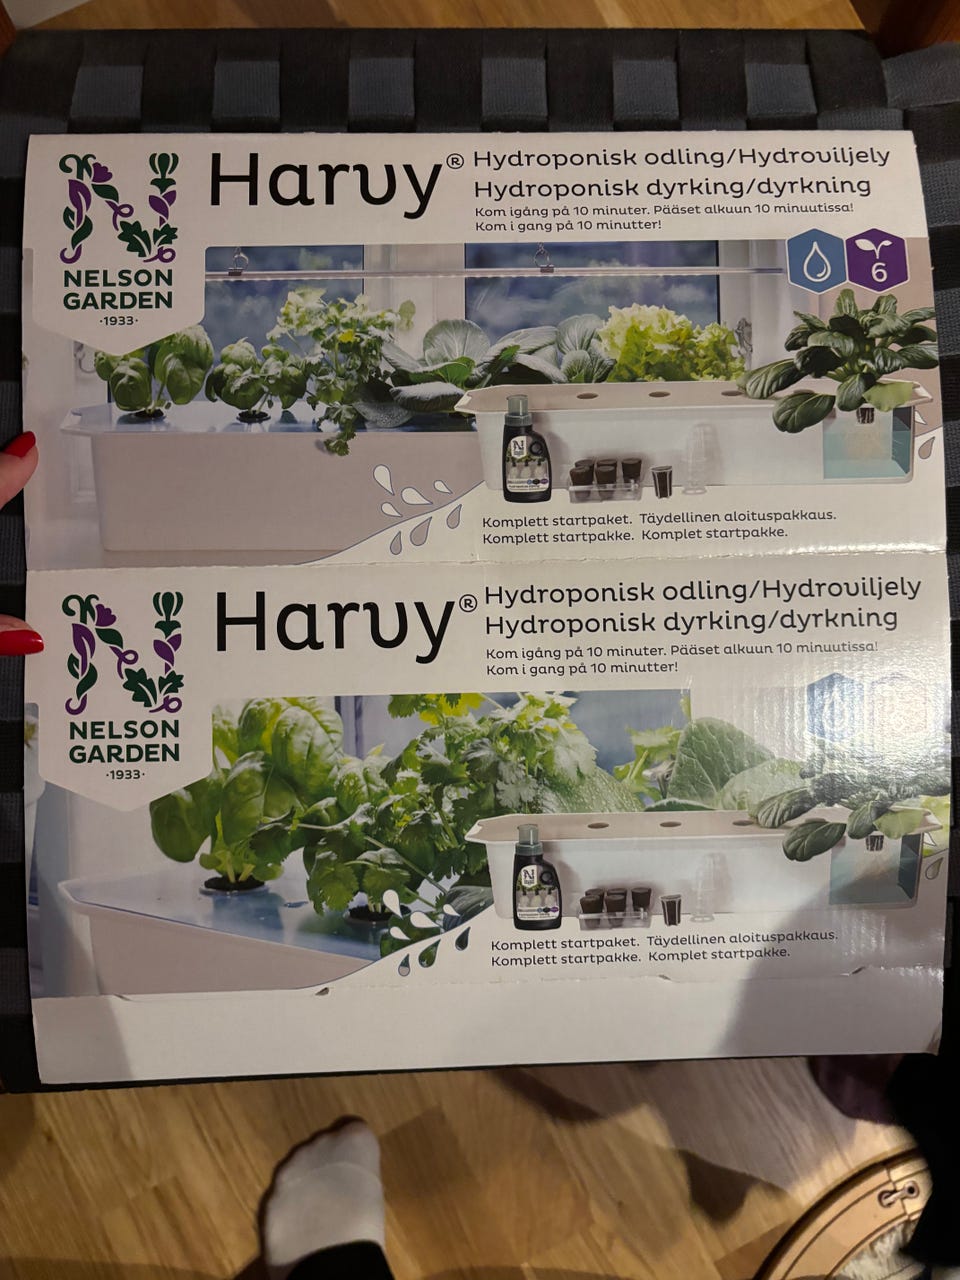 NELSON
GARDEN
·1933·
Harvy®
Hydroponisk odling/Hydroviljely
Hydroponisk dyrking/dyrkning
Kom igång på 10 minuter. Pääset alkuun 10 minuutissa!
Kom i gang på 10 minutter!
6
Komplett startpaket. Täydellinen aloituspakkaus.
Komplett startpakke. Komplet startpakke.
NELSON
GARDEN
·1933·
Harvy®
Hydroponisk odling/Hydroviljely
Hydroponisk dyrking/dyrkning
Kom igång på 10 minuter. Pääset alkuun 10 minuutissa!
Kom i gang på 10 minutter!
Komplett startpaket. Täydellinen aloituspakkaus.
Komplett startpakke. Komplet startpakke.